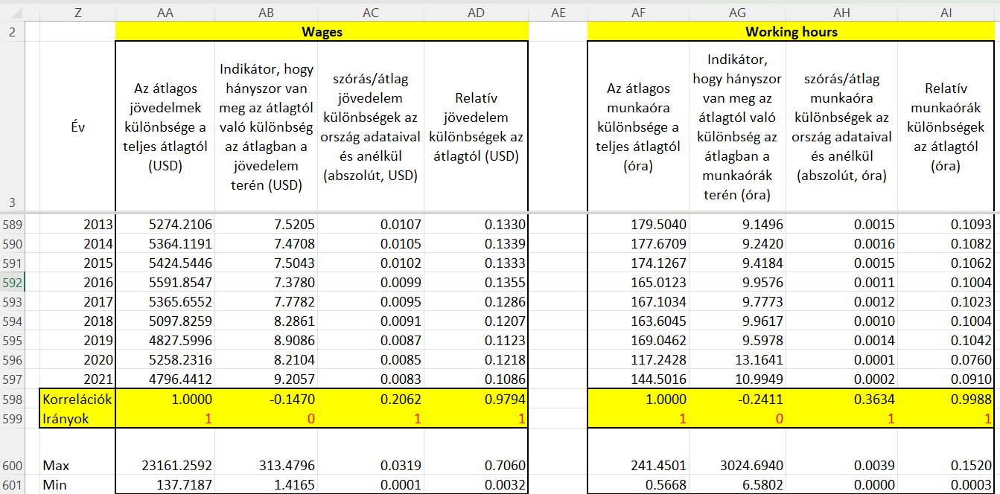 Z AA AB AC AD AE AF AG AH AI
2 Wages Working hours
3 Év Az átlagos jövedelmek különbsége a teljes átlagtól (USD) Indikátor, hogy hányszor van meg az átlagtól való különbség az átlagban a jövedelem terén (USD) szórás/átlag jövedelem különbségek az ország adataival és anélkül (abszolút, USD) Relatív jövedelem különbségek az átlagtól (USD) Az átlagos munkaóra különbsége a teljes átlagtól (óra) Indikátor, hogy hányszor van meg az átlagtól való különbség az átlagban a munkaórák terén (óra) szórás/átlag munkaóra különbségek az ország adataival és anélkül (abszolút, óra) Relatív munkaórák különbségek az átlagtól (óra)
589 2013 5274.2106 7.5205 0.0107 0.1330 179.5040 9.1496 0.0015 0.1093
590 2014 5364.1191 7.4708 0.0105 0.1339 177.6709 9.2420 0.0016 0.1082
591 2015 5424.5446 7.5043 0.0102 0.1333 174.1267 9.4184 0.0015 0.1062
592 2016 5591.8547 7.3780 0.0099 0.1355 165.0123 9.9576 0.0011 0.1004
593 2017 5365.6552 7.7782 0.0095 0.1286 167.1034 9.7773 0.0012 0.1023
594 2018 5097.8259 8.2861 0.0091 0.1207 163.6045 9.9617 0.0010 0.1004
595 2019 4827.5996 8.9086 0.0087 0.1123 169.0462 9.5978 0.0014 0.1042
596 2020 5258.2316 8.2104 0.0085 0.1218 117.2428 13.1641 0.0001 0.0760
597 2021 4796.4412 9.2057 0.0083 0.1086 144.5016 10.9949 0.0002 0.0910
598 Korrelációk 1.0000 -0.1470 0.2062 0.9794 1.0000 -0.2411 0.3634 0.9988
599 Irányok 1 0 1 1 1 0 1 1
600 Max 23161.2592 313.4796 0.0319 0.7060 241.4501 3024.6940 0.0039 0.1520
601 Min 137.7187 1.4165 0.0001 0.0032 0.5668 6.5802 0.0000 0.0003